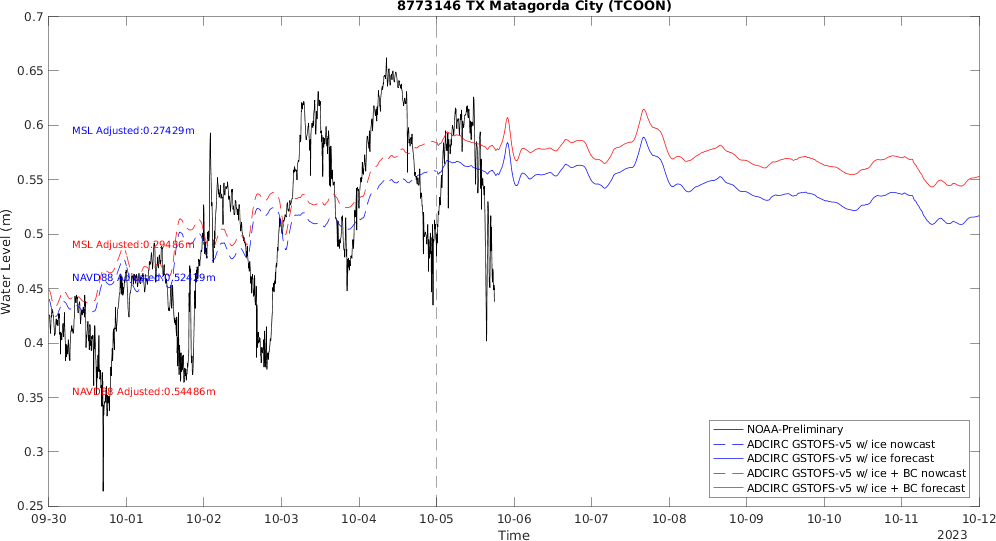 8773146 TX Matagorda City (TCOON)
0.7
0.65
0.6
0.55
0.5
0.45
0.4
0.35
0.3
0.25
Water Level (m)
MSL Adjusted:0.27429m
MSL Adjusted:0.29486m
NAVD88 Adjusted:0.52429m
NAVD88 Adjusted:0.54486m
NOAA-Preliminary
ADCIRC GSTOFS-v5 w/ ice nowcast
ADCIRC GSTOFS-v5 w/ ice forecast
ADCIRC GSTOFS-v5 w/ ice + BC nowcast
ADCIRC GSTOFS-v5 w/ ice + BC forecast
09-30 10-01 10-02 10-03 10-04 10-05 10-06 10-07 10-08 10-09 10-10 10-11 10-12
Time
2023